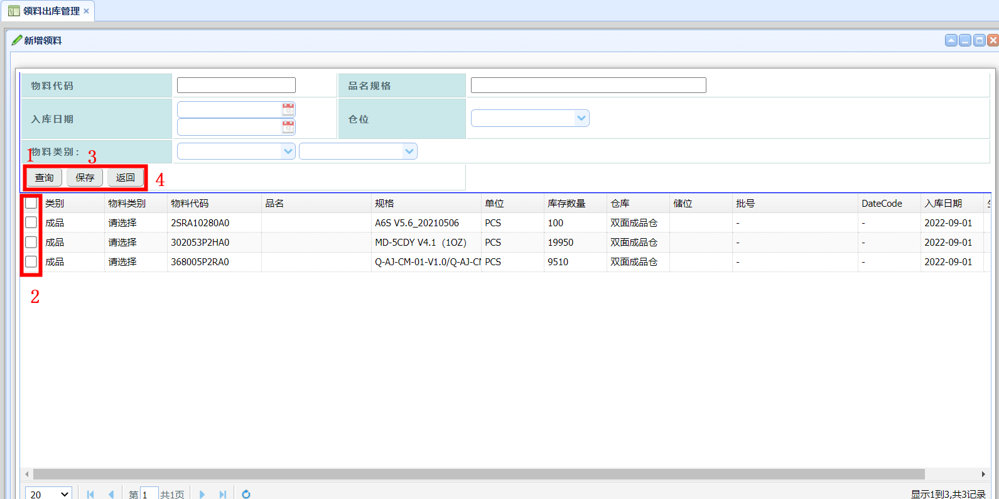 领料出库管理
新增领料
物料代码 品名规格
入库日期 仓位
物料类别：
1 3
查询 保存 返回 4
类别 物料类别 物料代码 品名 规格 单位 库存数量 仓库 储位 批号 DateCode 入库日期
成品 请选择 2SRA10280A0 A6S V5.6_20210506 PCS 100 双面成品仓 - - 2022-09-01
成品 请选择 302053P2HA0 MD-5CDY V4.1（1OZ） PCS 19950 双面成品仓 - - 2022-09-01
成品 请选择 368005P2RA0 Q-AJ-CM-01-V1.0/Q-AJ-CM PCS 9510 双面成品仓 - - 2022-09-01
2
20 第 1 共1页 显示1到3,共3记录